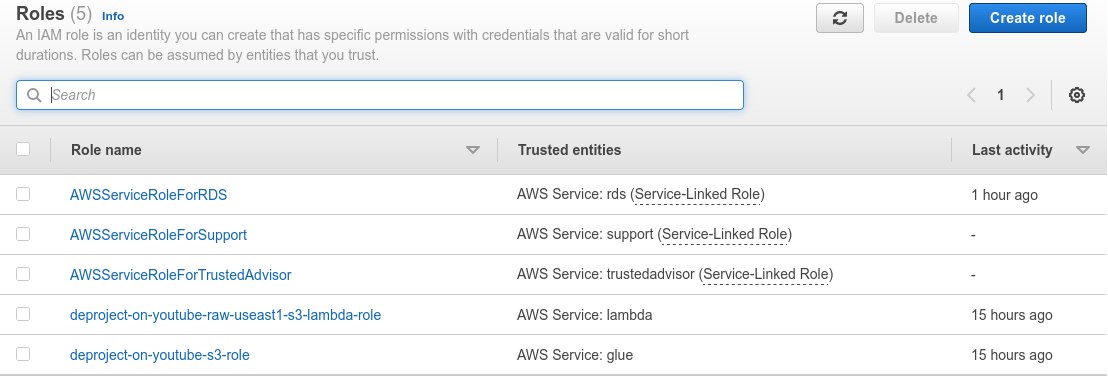 Roles (5) Info
Delete Create role
An IAM role is an identity you can create that has specific permissions with credentials that are valid for short
durations. Roles can be assumed by entities that you trust.
Search
1
Role name Trusted entities Last activity
AWSServiceRoleForRDS AWS Service: rds (Service-Linked Role) 1 hour ago
AWSServiceRoleForSupport AWS Service: support (Service-Linked Role) -
AWSServiceRoleForTrustedAdvisor AWS Service: trustedadvisor (Service-Linked Role) -
deproject-on-youtube-raw-useast1-s3-lambda-role AWS Service: lambda 15 hours ago
deproject-on-youtube-s3-role AWS Service: glue 15 hours ago